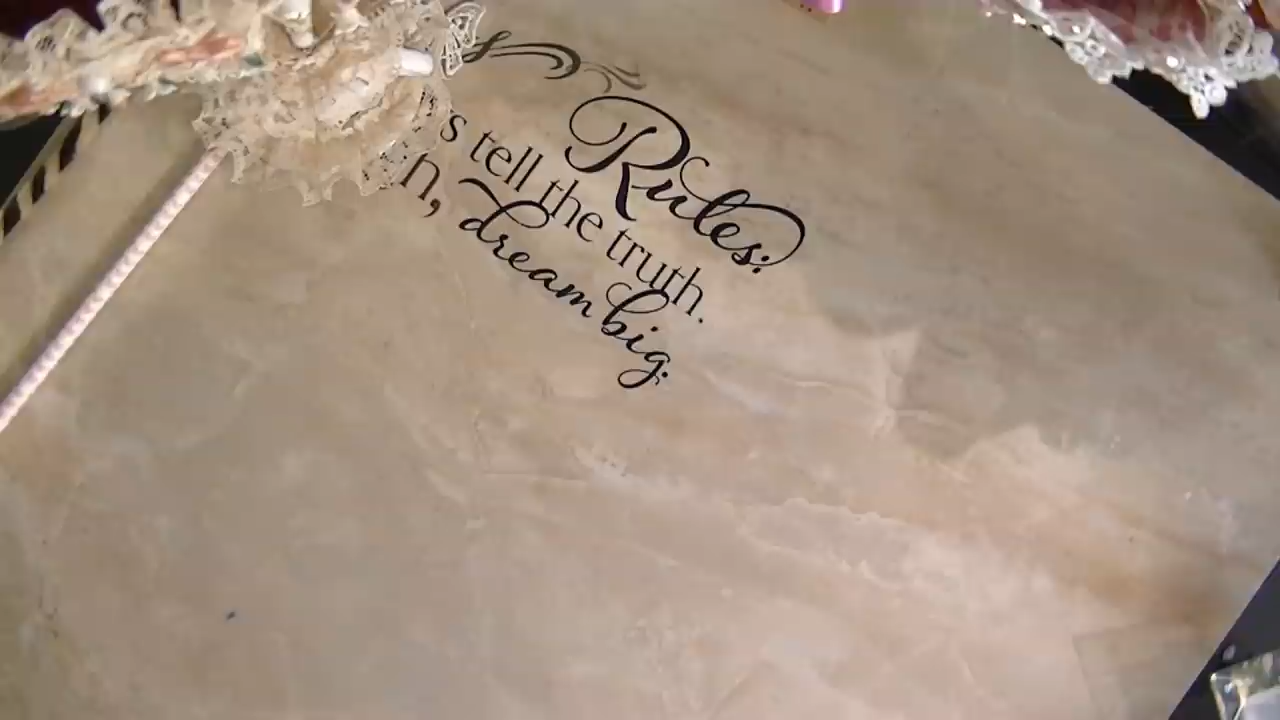 Rules:
s tell the truth.
n, dream big.